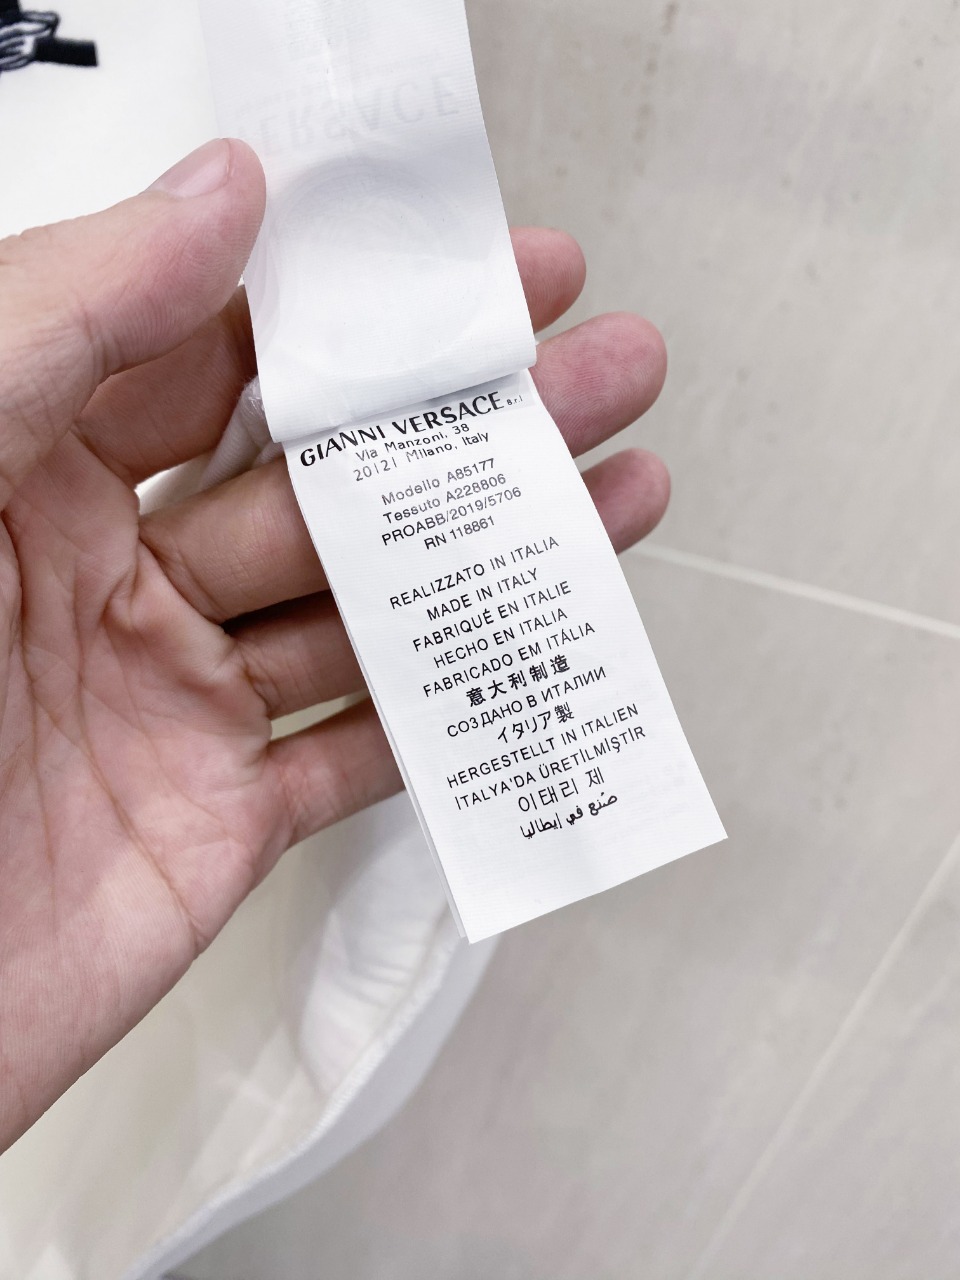 VERSACE
GIANNI VERSACE s.r.l
Via Manzoni, 38
20121 Milano, Italy
Modello A85177
Tessuto A228806
PROABB/2019/5706
RN 118861
REALIZZATO IN ITALIA
MADE IN ITALY
FABRIQUÉ EN ITALIE
HECHO EN ITALIA
FABRICADO EM ITÁLIA
意大利制造
СОЗДАНО В ИТАЛИИ
イタリア製
HERGESTELLT IN ITALIEN
İTALYA'DA ÜRETİLMİŞTİR
이태리 제
صُنع في إيطاليا